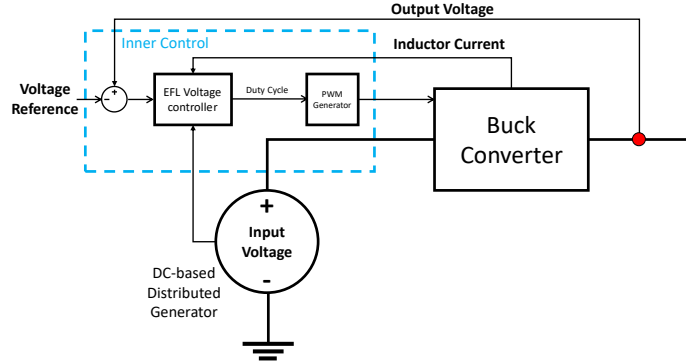 Output Voltage
Inner Control
Inductor Current
Voltage
Reference
-
+
EFL Voltage
controller
Duty Cycle
PWM
Generator
Buck
Converter
+
Input
Voltage
-
DC-based
Distributed
Generator